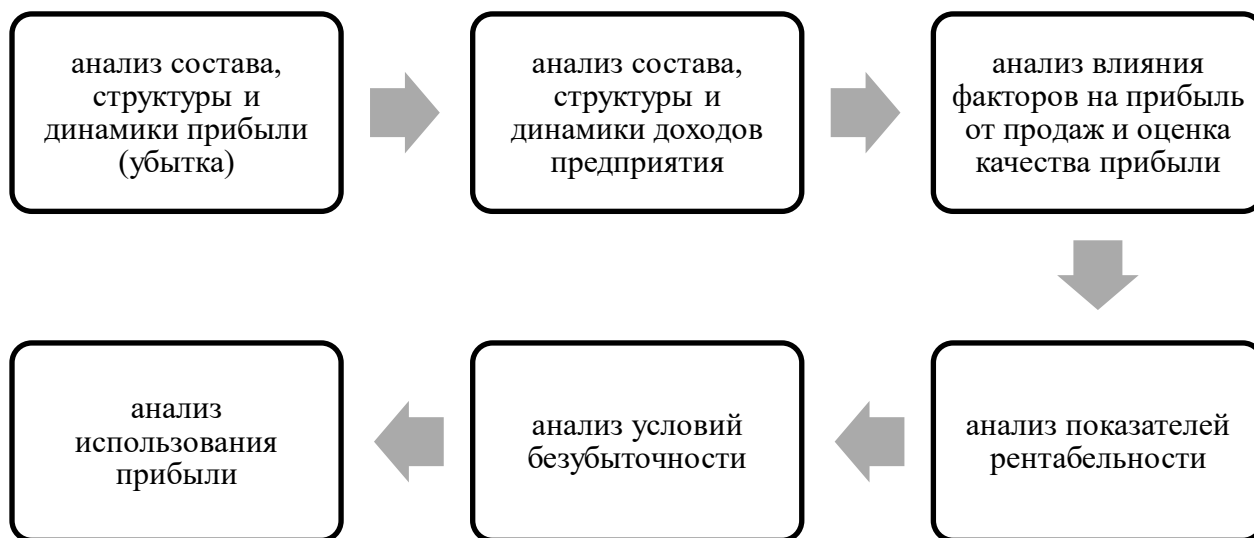 анализ состава,
структуры и
динамики прибыли
(убытка)
анализ состава,
структуры и
динамики доходов
предприятия
анализ влияния
факторов на прибыль
от продаж и оценка
качества прибыли
анализ показателей
рентабельности
анализ условий
безубыточности
анализ
использования
прибыли